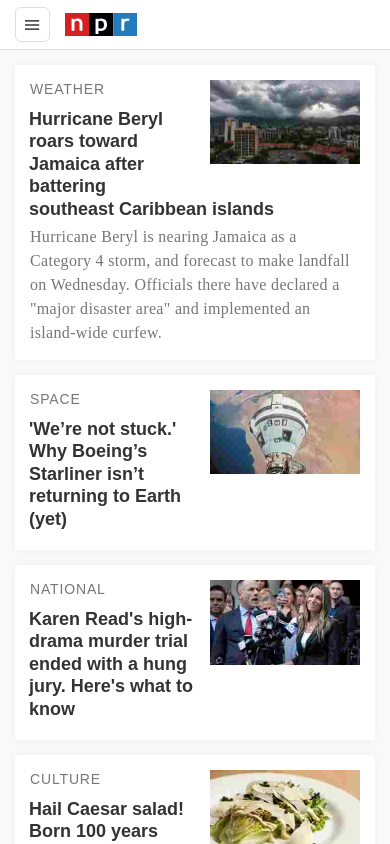 npr
WEATHER
Hurricane Beryl
roars toward
Jamaica after
battering
southeast Caribbean islands
Hurricane Beryl is nearing Jamaica as a
Category 4 storm, and forecast to make landfall
on Wednesday. Officials there have declared a
"major disaster area" and implemented an
island-wide curfew.
SPACE
'We’re not stuck.'
Why Boeing’s
Starliner isn’t
returning to Earth
(yet)
NATIONAL
Karen Read's high-
drama murder trial
ended with a hung
jury. Here's what to
know
CULTURE
Hail Caesar salad!
Born 100 years